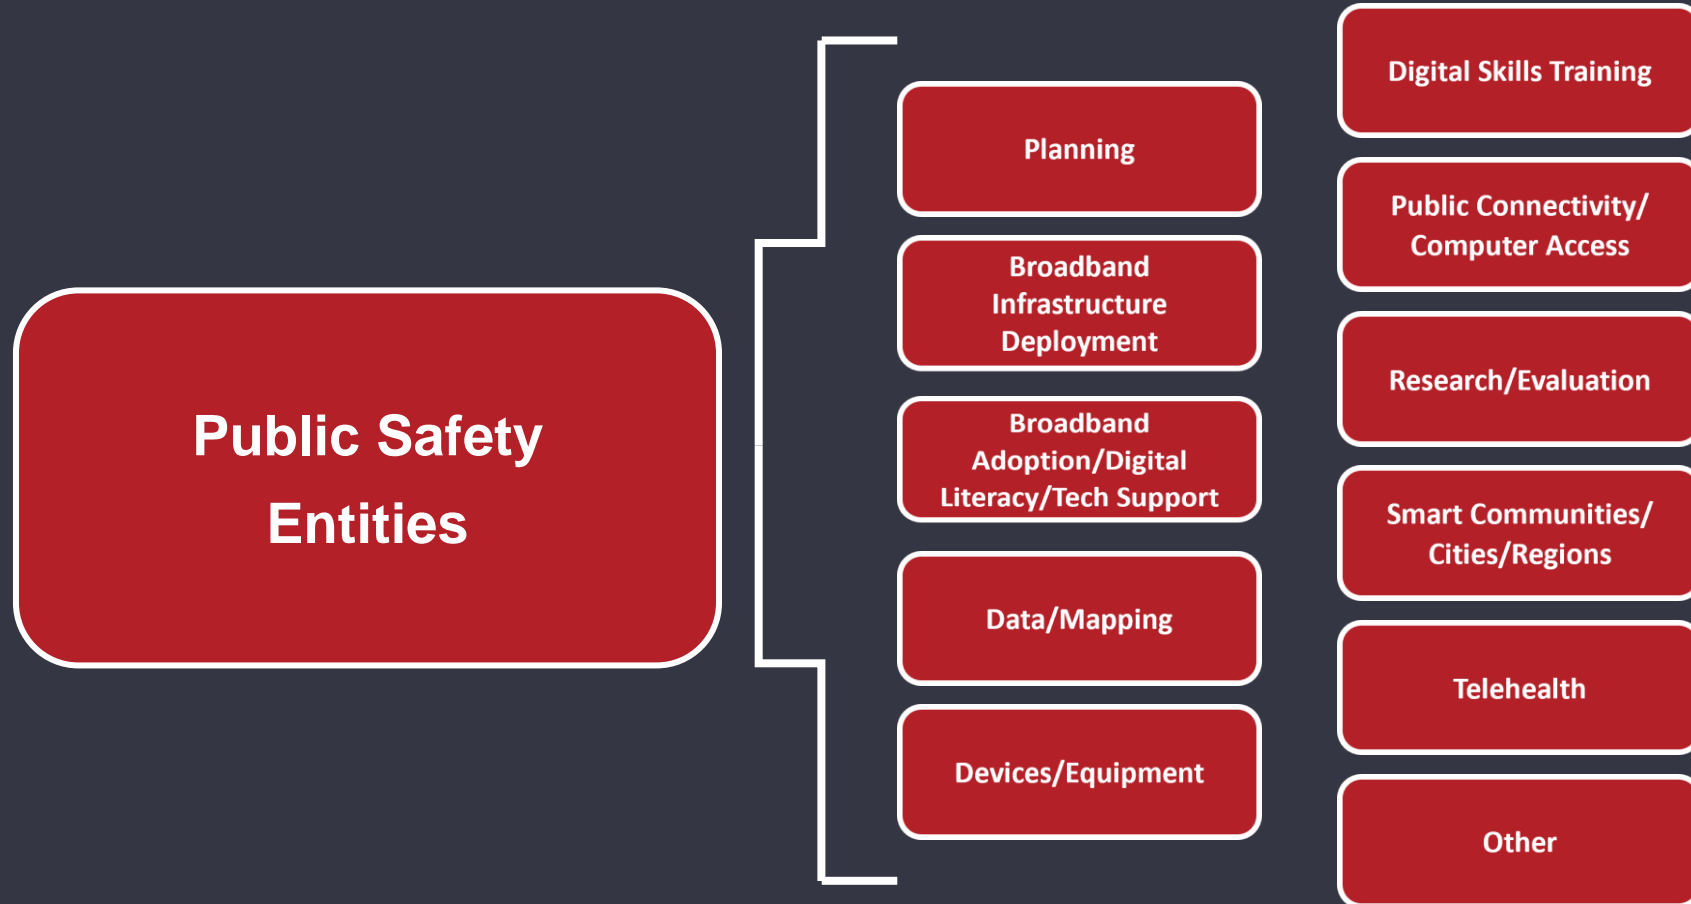 Public Safety
Entities
Planning
Broadband
Infrastructure
Deployment
Broadband
Adoption/Digital
Literacy/Tech Support
Data/Mapping
Devices/Equipment
Digital Skills Training
Public Connectivity/
Computer Access
Research/Evaluation
Smart Communities/
Cities/Regions
Telehealth
Other